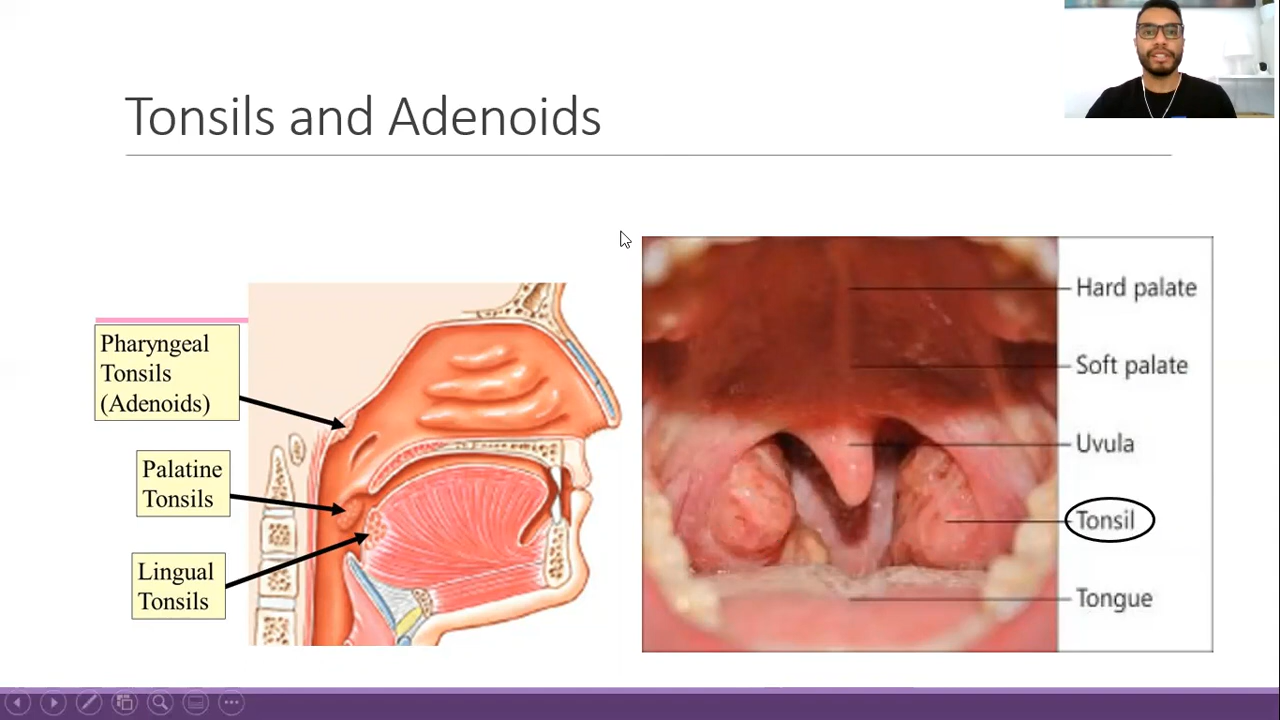 Tonsils and Adenoids
Pharyngeal
Tonsils
(Adenoids)
Palatine
Tonsils
Lingual
Tonsils
Hard palate
Soft palate
Uvula
Tonsil
Tongue